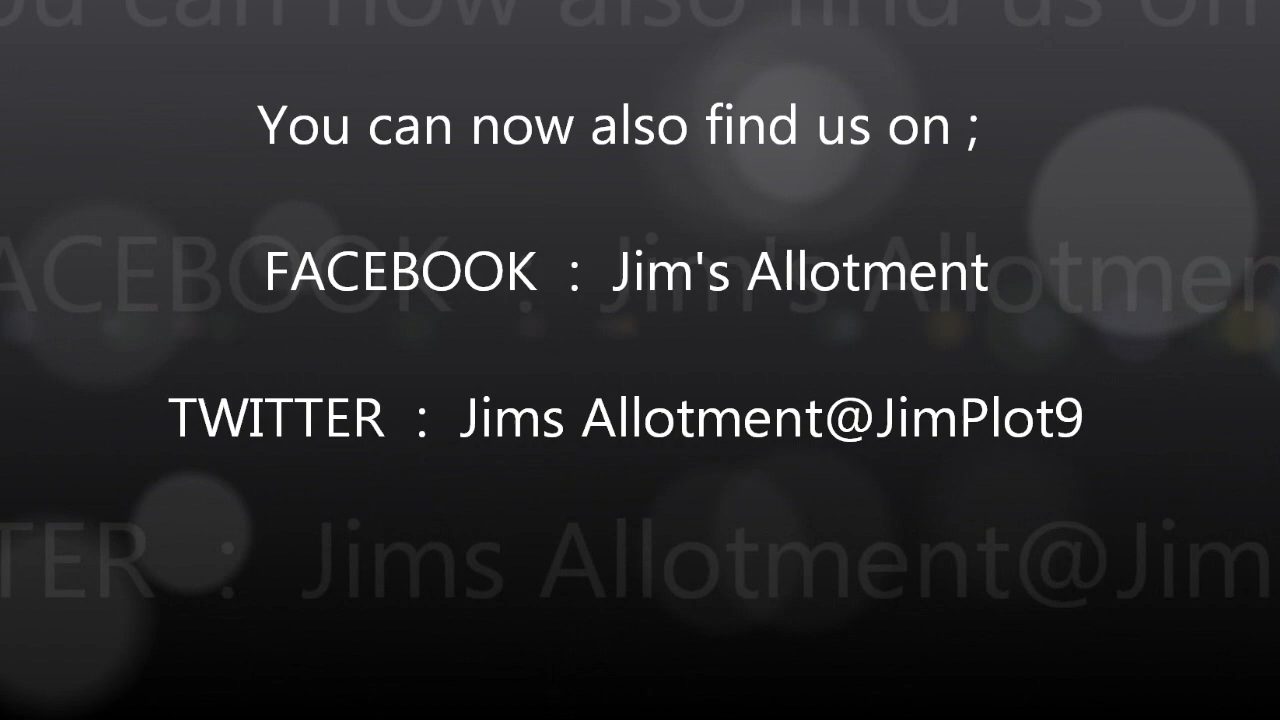 You can now also find us on ;
FACEBOOK : Jim's Allotment
TWITTER : Jims Allotment@JimPlot9